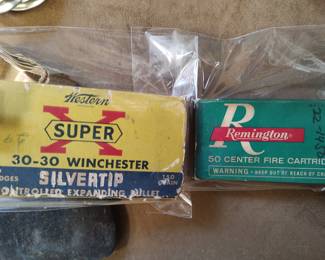 Western
SUPER
X
30-30 WINCHESTER
SILVERTIP
CONTROLLED EXPANDING BULLET
R
Remington
50 CENTER FIRE CARTRID
WARNING - KEEP OUT OF REACH OF C